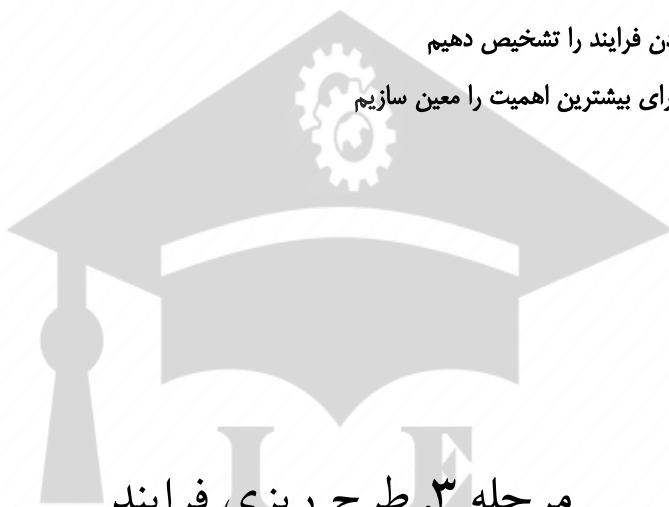 فرایند را تشخیص دهیم
بیشترین اهمیت را معین سازیم
I E
مرحله ۳. طرح ریزی فرایند